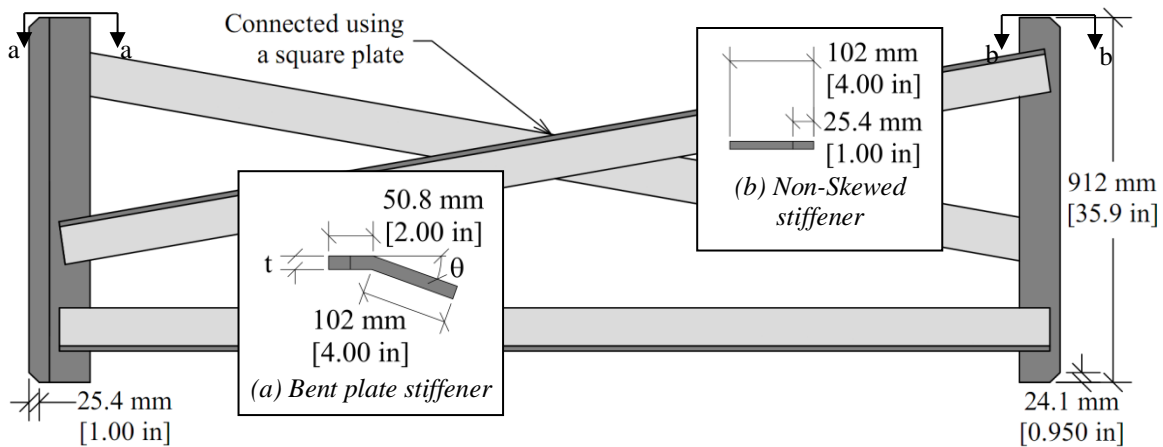 a
a
Connected using
a square plate
b
b
102 mm
[4.00 in]
25.4 mm
[1.00 in]
(b) Non-Skewed
stiffener
912 mm
[35.9 in]
50.8 mm
[2.00 in]
t
θ
102 mm
[4.00 in]
(a) Bent plate stiffener
25.4 mm
[1.00 in]
24.1 mm
[0.950 in]